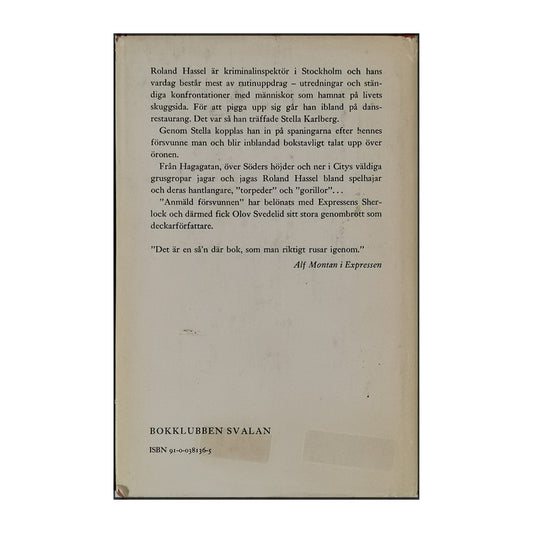 Roland Hassel är kriminalinspektör i Stockholm och hans
vardag består mest av rutinuppdrag – utredningar och stän-
diga konfrontationer med människor som hamnat på livets
skuggsida. För att pigga upp sig går han ibland på dans-
restaurang. Det var så han träffade Stella Karlberg.
Genom Stella kopplas han in på spaningarna efter hennes
försvunne man och blir inblandad bokstavligt talat upp över
öronen.
Från Hagagatan, över Söders höjder och ner i Citys väldiga
grusgropar jagar och jagas Roland Hassel bland spelhajar
och deras hantlangare, "torpeder" och "gorillor"...
"Anmäld försvunnen" har belönats med Expressens Sher-
lock och därmed fick Olov Svedelid sitt stora genombrott som
deckarförfattare.
"Det är en så'n där bok, som man riktigt rusar igenom."
Alf Montan i Expressen
BOKKLUBBEN SVALAN
ISBN 91-0-038136-5